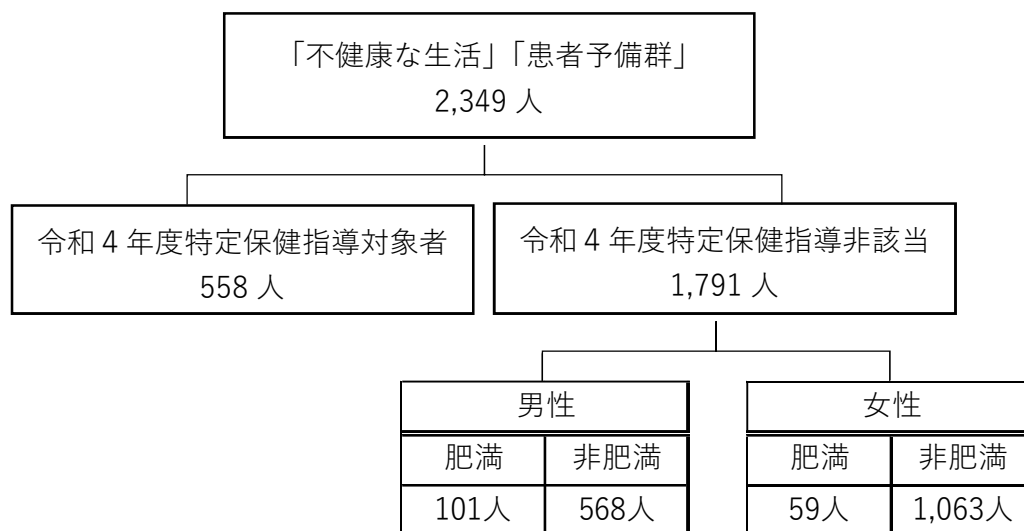 「不健康な生活」「患者予備群」
2,349 人
令和 4 年度特定保健指導対象者
558 人
令和 4 年度特定保健指導非該当
1,791 人
男性
肥満 非肥満
101人 568人
女性
肥満 非肥満
59人 1,063人